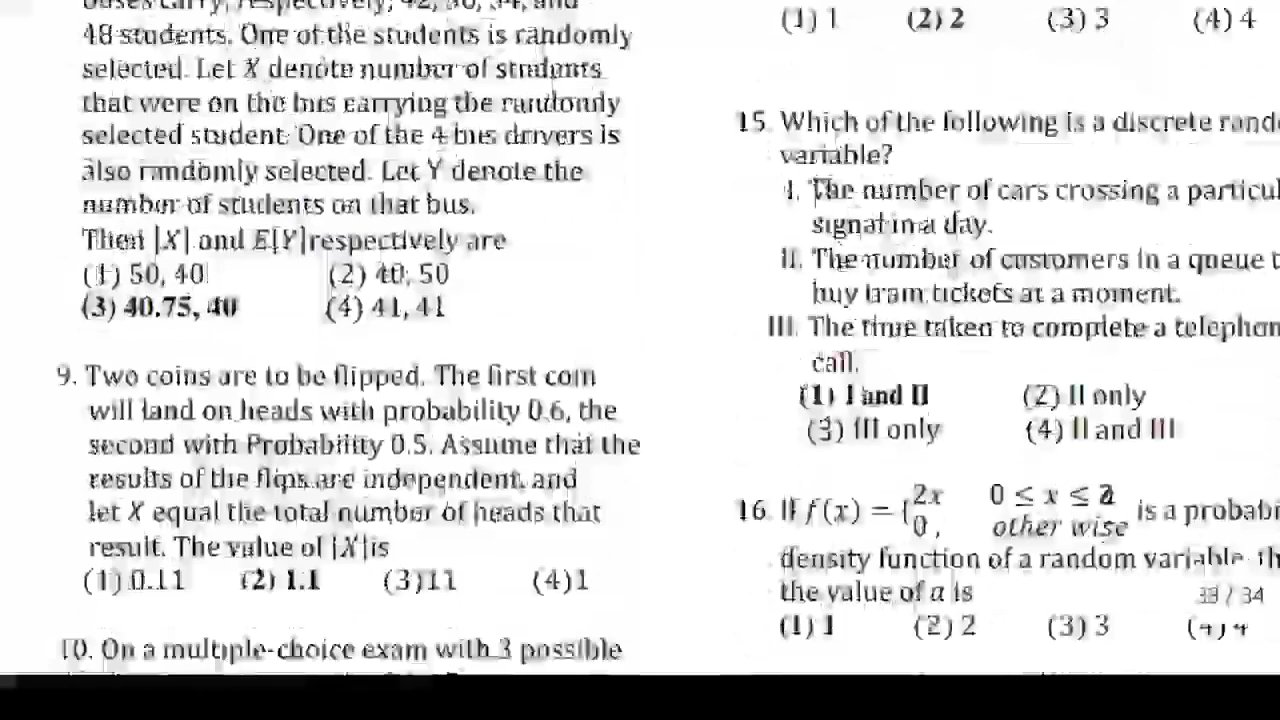 48 students. One of the students is randomly
selected. Let X denote number of students
that were on the bus carrying the randomly
selected student. One of the 4 bus drivers is
also randomly selected. Let Y denote the
number of students on that bus.
Then |X| and E[Y] respectively are
(1) 50, 40 (2) 40, 50
(3) 40.75, 40 (4) 41, 41
9. Two coins are to be flipped. The first coin
will land on heads with probability 0.6, the
second with Probability 0.5. Assume that the
results of the flips are independent, and
let X equal the total number of heads that
result. The value of |X| is
(1) 0.11 (2) 1.1 (3) 11 (4) 1
10. On a multiple-choice exam with 3 possible
(1) 1 (2) 2 (3) 3 (4) 4
15. Which of the following is a discrete
variable?
I. The number of cars crossing a
signal in a day.
II. The number of customers in a queue
buy tram tickets at a moment.
III. The time taken to complete a
call.
(1) I and II (2) II only
(3) III only (4) II and III
16. If f(x) = { 2x 0 ≤ x ≤
0, other wise is a
density function of a random variable,
the value of a is
33 / 34
(1) 1 (2) 2 (3) 3 (4) 4